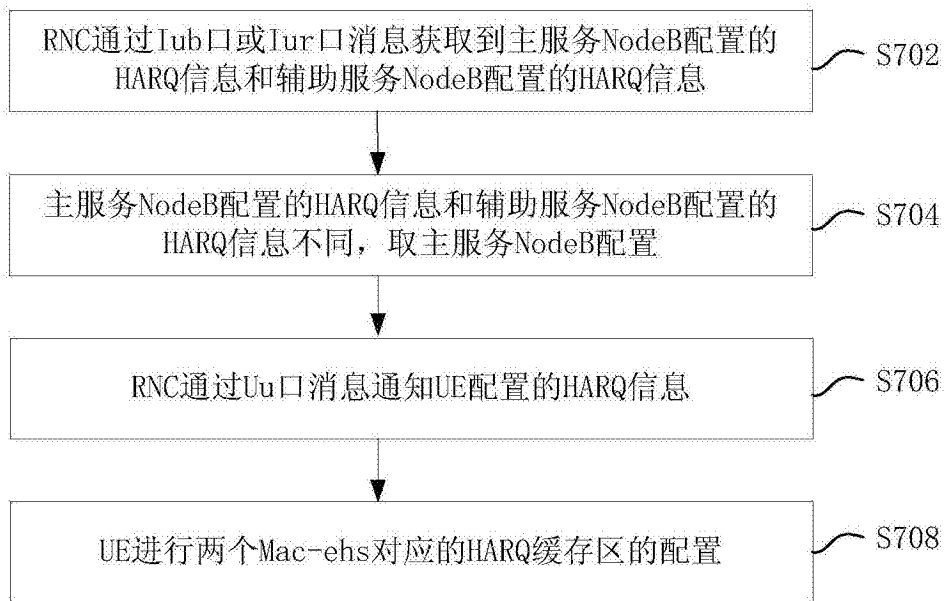 RNC通过Iub口或Iur口消息获取到主服务NodeB配置的
HARQ信息和辅助服务NodeB配置的HARQ信息
S702
主服务NodeB配置的HARQ信息和辅助服务NodeB配置的
HARQ信息不同，取主服务NodeB配置
S704
RNC通过Uu口消息通知UE配置的HARQ信息
S706
UE进行两个Mac-ehs对应的HARQ缓存区的配置
S708